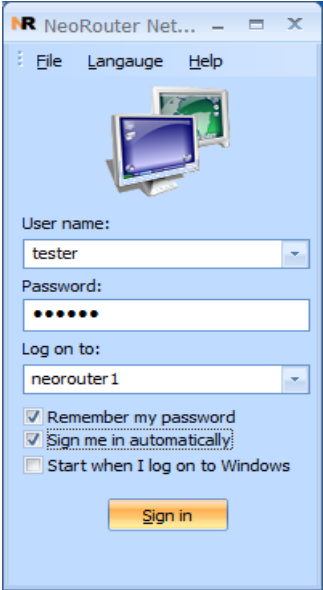 NR NeoRouter Net...
File Langauge Help
User name:
tester
Password:
••••••
Log on to:
neorouter1
Remember my password
Sign me in automatically
Start when I log on to Windows
Sign in